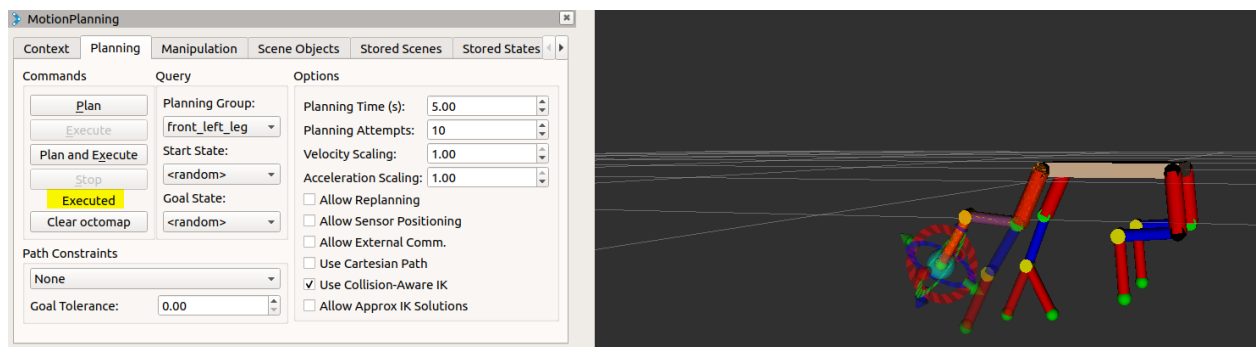 MotionPlanning
Context Planning Manipulation Scene Objects Stored Scenes Stored States
Commands Query Options
Plan
Execute
Plan and Execute
Stop
Executed
Clear octomap
Planning Group:
front_left_leg
Start State:
<random>
Goal State:
<random>
Planning Time (s): 5.00
Planning Attempts: 10
Velocity Scaling: 1.00
Acceleration Scaling: 1.00
Allow Replanning
Allow Sensor Positioning
Allow External Comm.
Use Cartesian Path
Use Collision-Aware IK
Allow Approx IK Solutions
Path Constraints
None
Goal Tolerance: 0.00